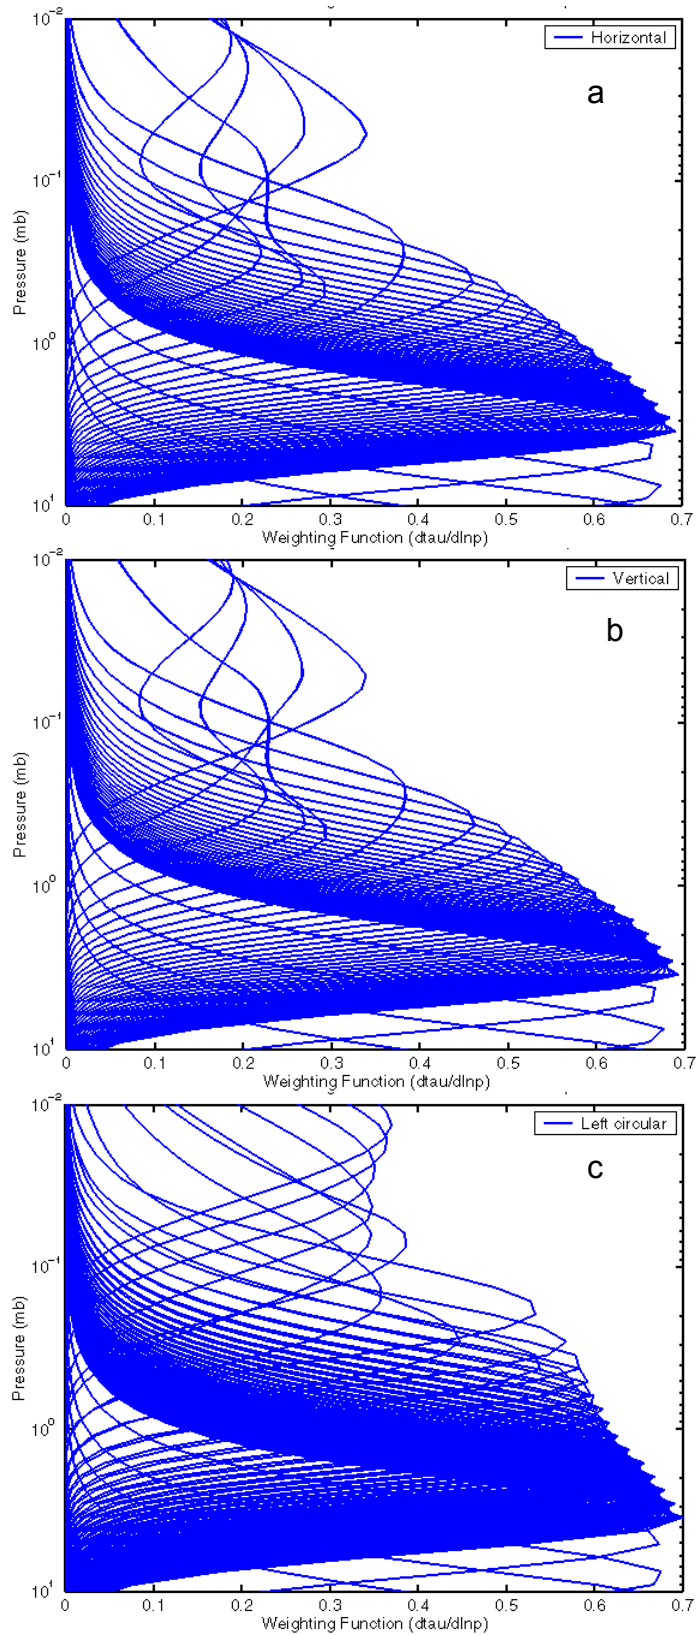 10⁻²
Horizontal
a
10⁻¹
Pressure (mb)
10⁰
10¹
0 0.1 0.2 0.3 0.4 0.5 0.6 0.7
Weighting Function (dtau/dlnp)
10⁻²
Vertical
b
10⁻¹
Pressure (mb)
10⁰
10¹
0 0.1 0.2 0.3 0.4 0.5 0.6 0.7
Weighting Function (dtau/dlnp)
10⁻²
Left circular
c
10⁻¹
Pressure (mb)
10⁰
10¹
0 0.1 0.2 0.3 0.4 0.5 0.6 0.7
Weighting Function (dtau/dlnp)